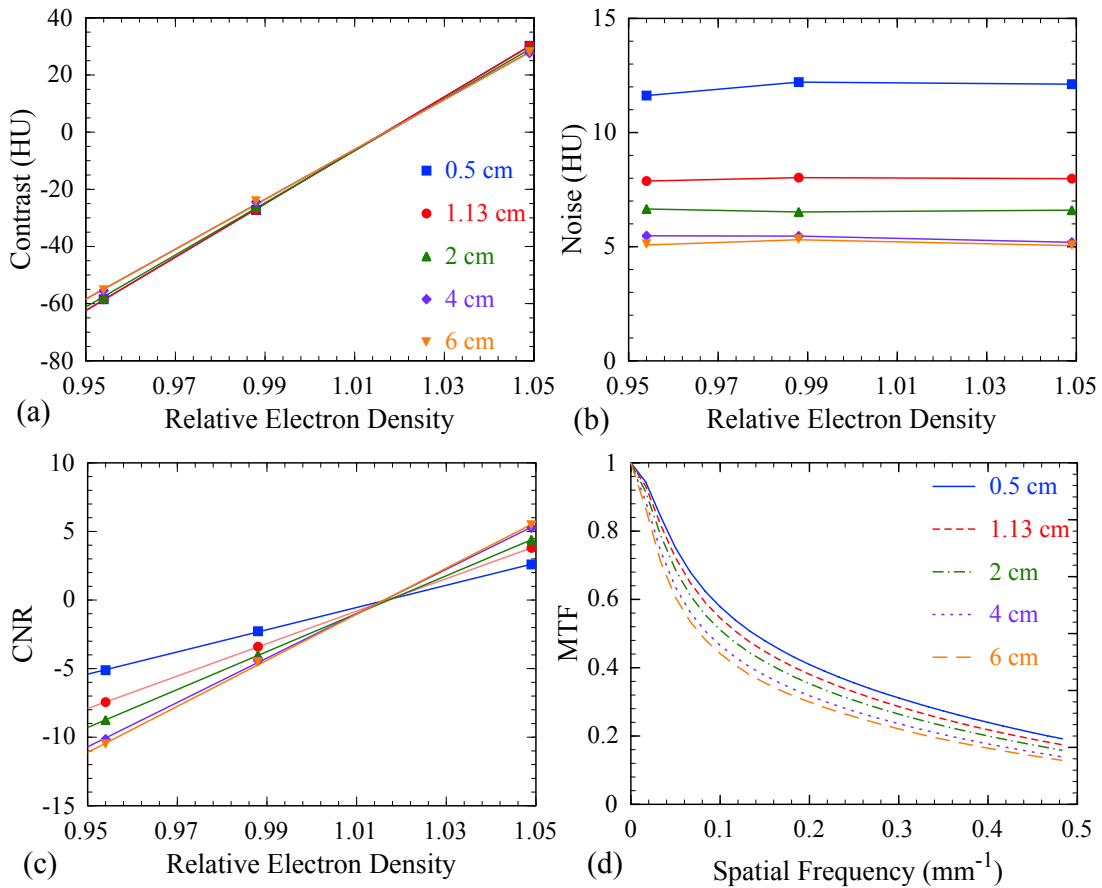 40
20
0
-20
-40
-60
-80
Contrast (HU)
0.5 cm
1.13 cm
2 cm
4 cm
6 cm
0.95 0.97 0.99 1.01 1.03 1.05
Relative Electron Density
(a)
15
10
5
0
Noise (HU)
0.95 0.97 0.99 1.01 1.03 1.05
Relative Electron Density
(b)
10
5
0
-5
-10
-15
CNR
0.95 0.97 0.99 1.01 1.03 1.05
Relative Electron Density
(c)
1
0.8
0.6
0.4
0.2
0
MTF
0.5 cm
1.13 cm
2 cm
4 cm
6 cm
0 0.1 0.2 0.3 0.4 0.5
Spatial Frequency (mm⁻¹)
(d)